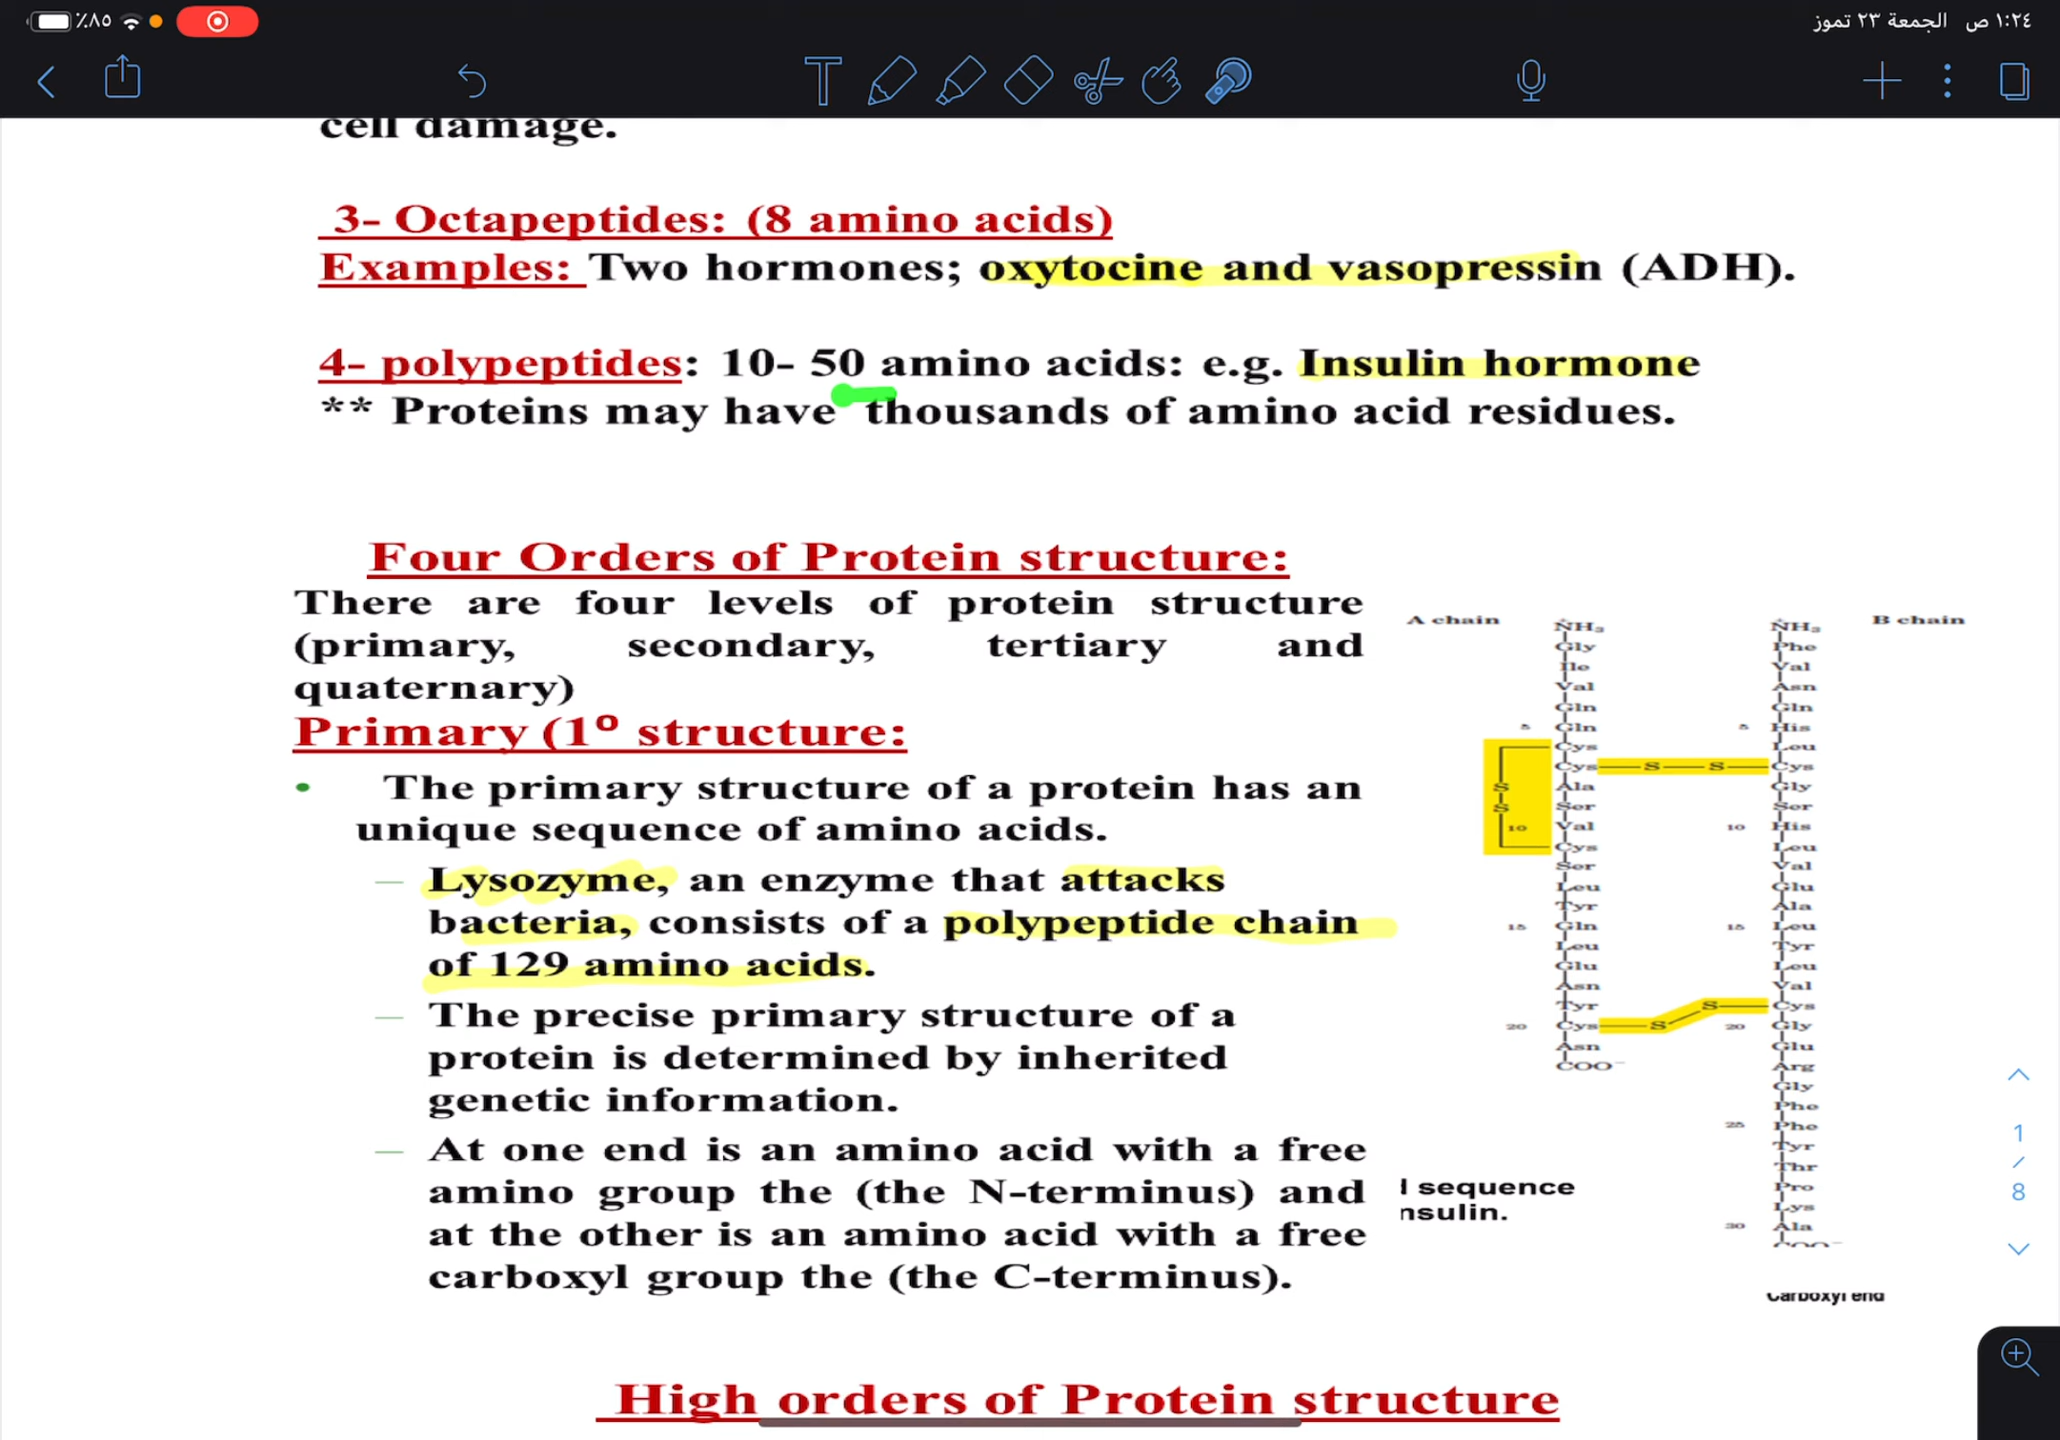 ٪٨٥
١:٢٤ ص الجمعة ٢٣ تموز
cell damage.
3- Octapeptides: (8 amino acids)
Examples: Two hormones; oxytocine and vasopressin (ADH).
4- polypeptides: 10- 50 amino acids: e.g. Insulin hormone
** Proteins may have thousands of amino acid residues.
Four Orders of Protein structure:
There are four levels of protein structure
(primary, secondary, tertiary and
quaternary)
Primary (1º structure:
• The primary structure of a protein has an
unique sequence of amino acids.
– Lysozyme, an enzyme that attacks
bacteria, consists of a polypeptide chain
of 129 amino acids.
– The precise primary structure of a
protein is determined by inherited
genetic information.
– At one end is an amino acid with a free
amino group the (the N-terminus) and
at the other is an amino acid with a free
carboxyl group the (the C-terminus).
A chain
NH₃
Gly
Ile
Val
Gln
5 Gln
Cys
Cys—S—S—Cys
Ala
Ser
10 Val
Cys
S
S
Ser
Leu
Tyr
15 Gln
Leu
Glu
Asn
Tyr
20 Cys—S—S—Cys
Asn
COO⁻
B chain
NH₃
Phe
Val
Asn
Gln
5 His
Leu
Cys
Gly
Ser
10 His
Leu
Val
Glu
Ala
15 Leu
Tyr
Leu
Val
Cys
20 Gly
Glu
Arg
Gly
Phe
25 Phe
Tyr
Thr
Pro
Lys
30 Ala
COO⁻
sequence
nsulin.
Carboxyl end
1
/
8
High orders of Protein structure